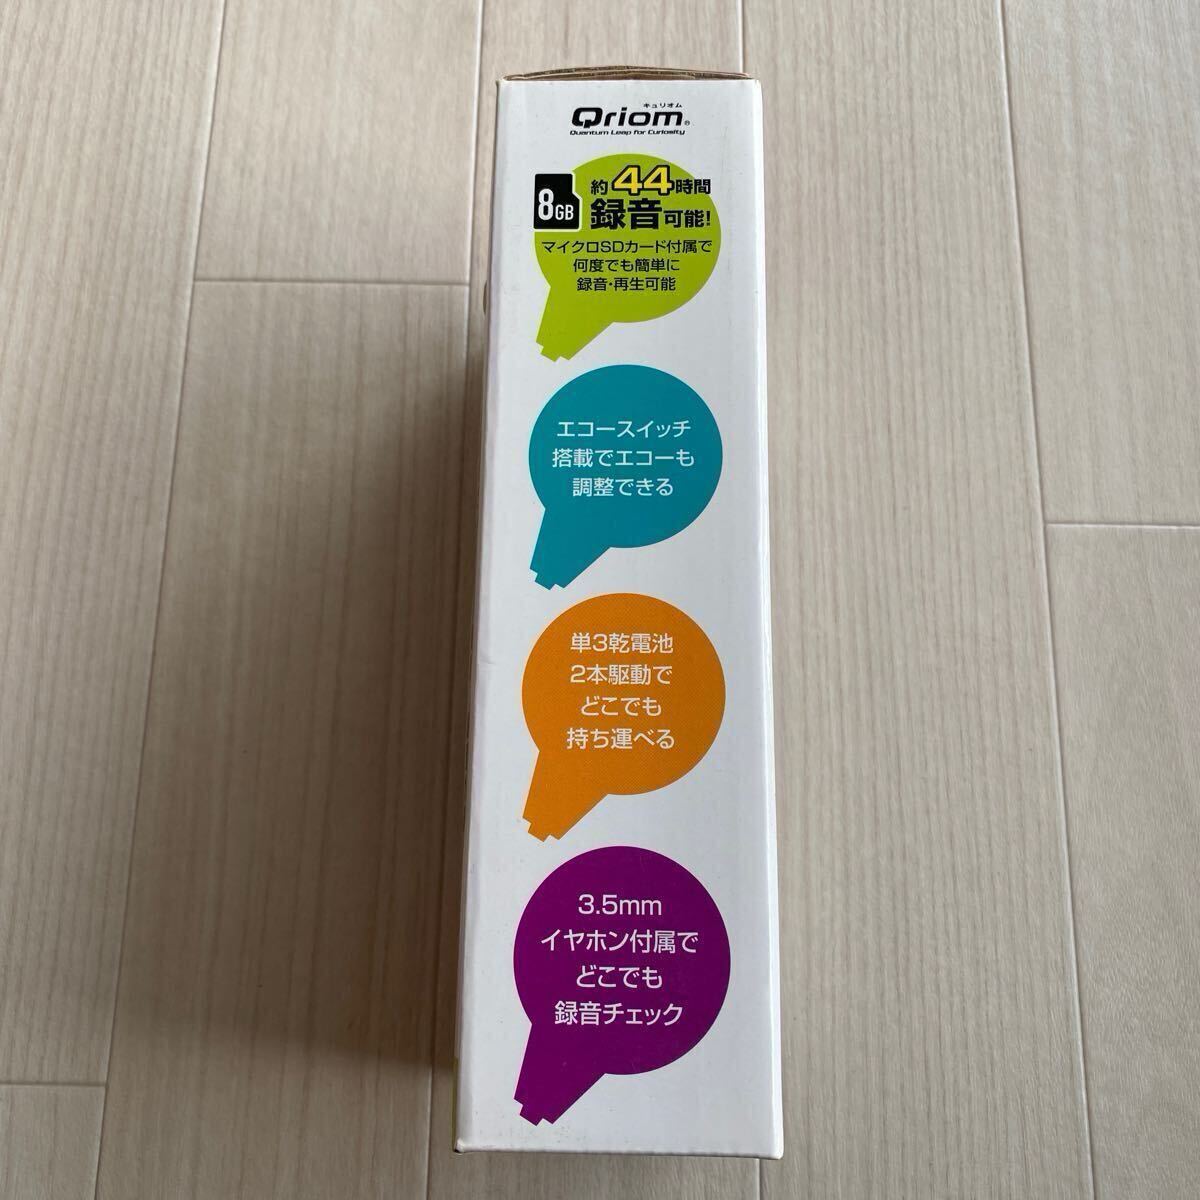 キュリオム
Qriom®
Quantum Leap for Curiosity
8GB
約44時間
録音可能!
マイクロSDカード付属で
何度でも簡単に
録音・再生可能
エコースイッチ
搭載でエコーも
調整できる
単3乾電池
2本駆動で
どこでも
持ち運べる
3.5mm
イヤホン付属で
どこでも
録音チェック